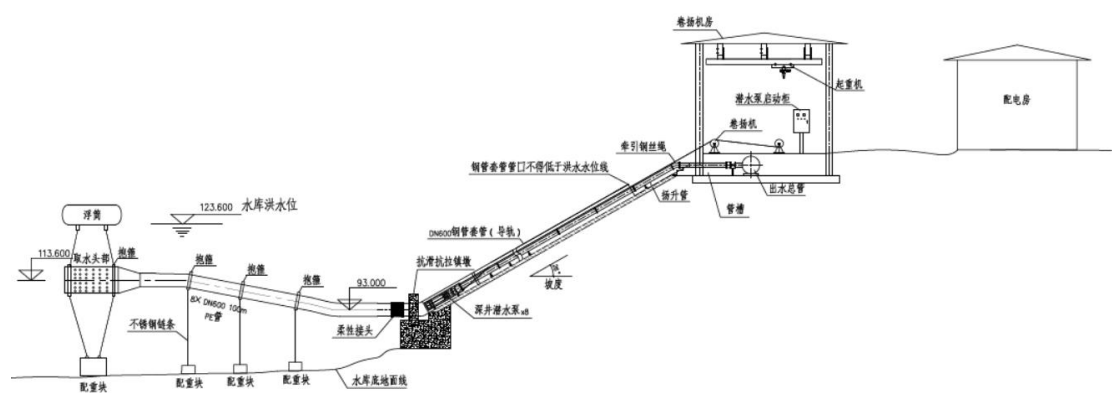 卷扬机房
起重机
潜水泵启动柜
配电房
卷扬机
牵引钢丝绳
钢管套管管口不得低于洪水水位线
出水总管
扬升管
管槽
123.600
水库洪水位
浮筒
DN600钢管套管(导轨)
113.600
取水头部
抱箍
抱箍
抱箍
抱箍
抗滑抗拉镇墩
坡度
93.000
8X DN600 100m
PE管
深井潜水泵x8
不锈钢链条
柔性接头
配重块
配重块
配重块
配重块
水库底地面线